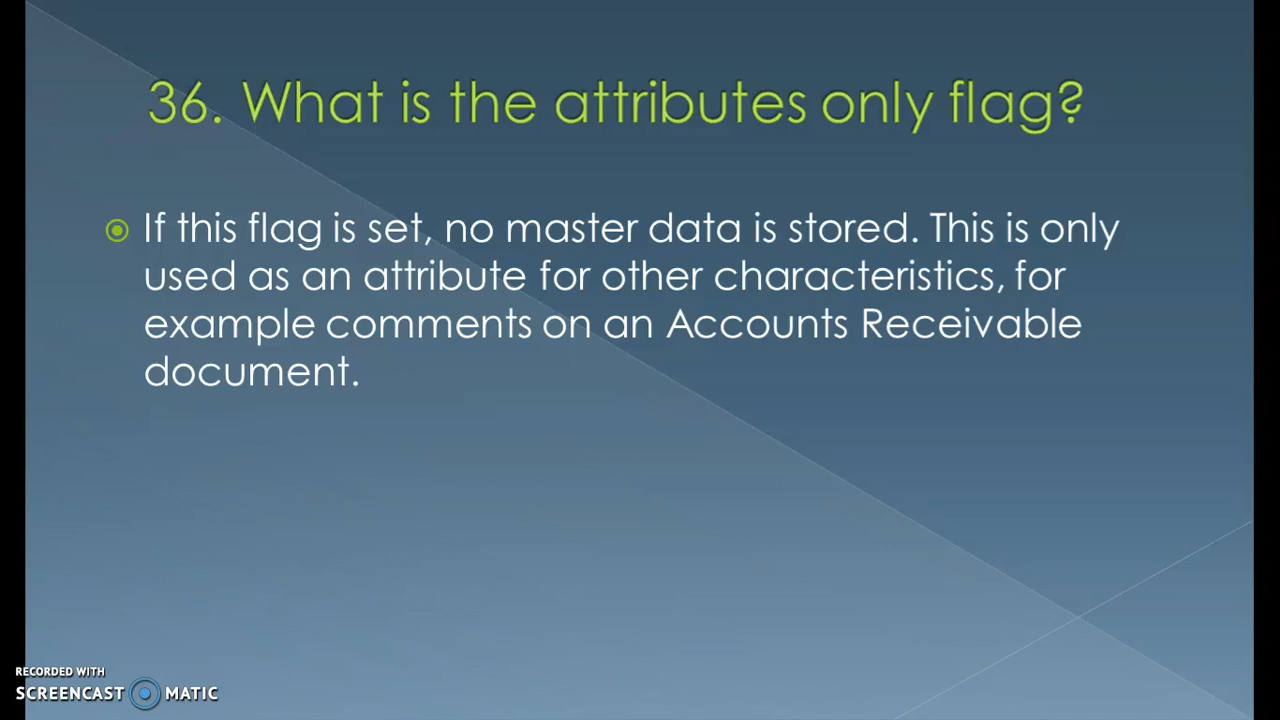 36. What is the attributes only flag?
If this flag is set, no master data is stored. This is only
used as an attribute for other characteristics, for
example comments on an Accounts Receivable
document.
RECORDED WITH
SCREENCAST MATIC